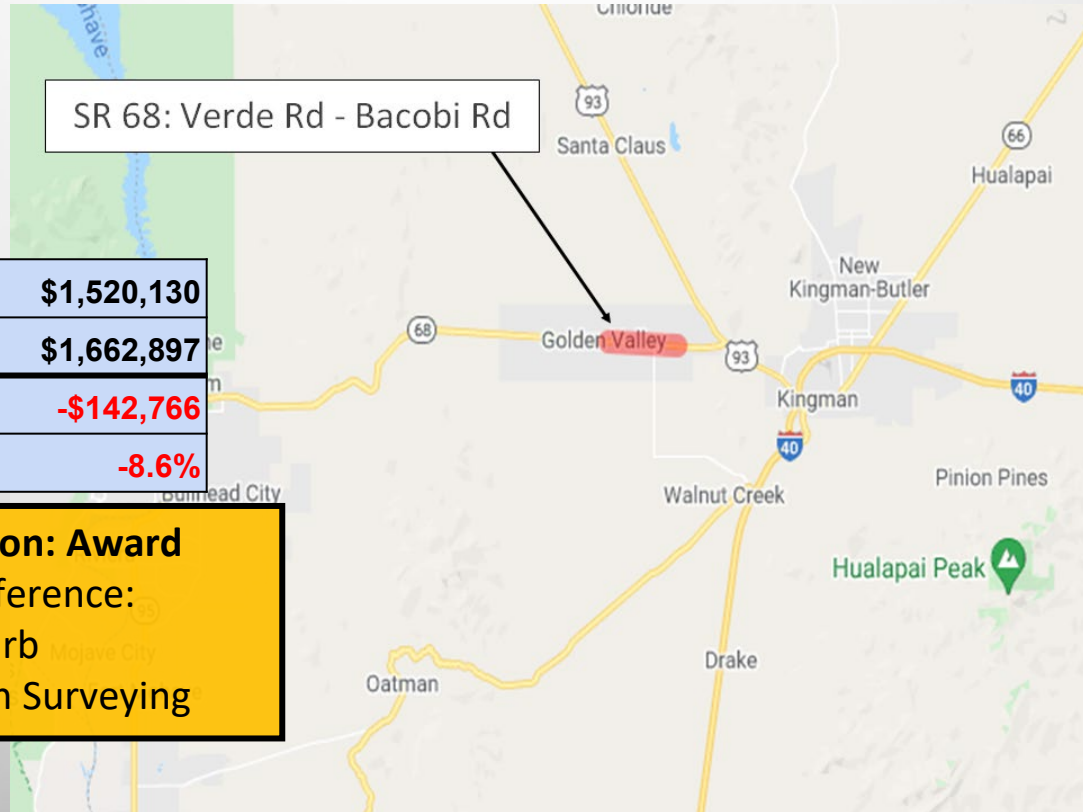 Chloride
93
SR 68: Verde Rd - Bacobi Rd
Santa Claus
66
Hualapai
New
Kingman-Butler
$1,520,130
$1,662,897
-$142,766
-8.6%
68
Golden Valley
93
Kingman
40
40
Bullhead City
Walnut Creek
Pinion Pines
on: Award
ference:
rb
n Surveying
95
Mojave City
Hualapai Peak
Drake
Oatman